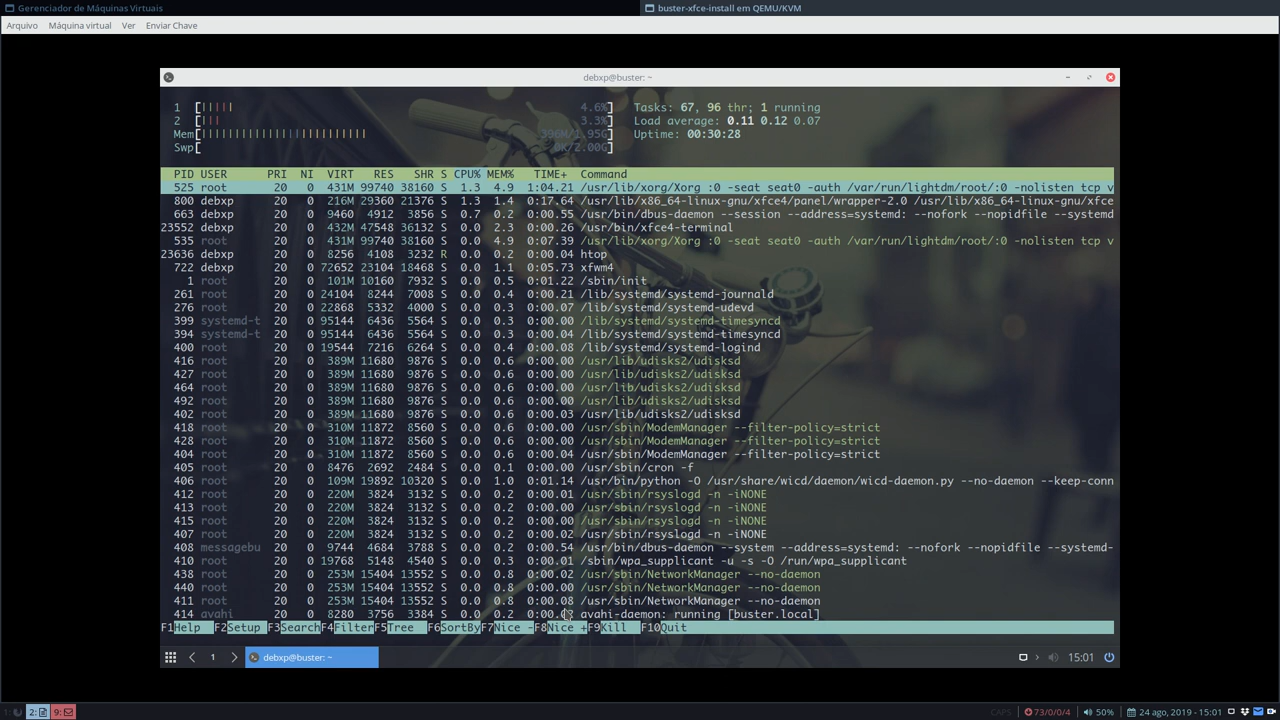 Gerenciador de Máquinas Virtuais
buster-xfce-install em QEMU/KVM
Arquivo Máquina virtual Ver Enviar Chave
debxp@buster: ~
1 [||||| 4.6%] Tasks: 67, 96 thr; 1 running
2 [||| 3.3%] Load average: 0.11 0.12 0.07
Mem[||||||||||||||||||||||||| 396M/1.95G] Uptime: 00:30:28
Swp[ 0K/2.00G]
PID USER PRI NI VIRT RES SHR S CPU% MEM% TIME+ Command
525 root 20 0 431M 99740 38160 S 1.3 4.9 1:04.21 /usr/lib/xorg/Xorg :0 -seat seat0 -auth /var/run/lightdm/root/:0 -nolisten tcp v
800 debxp 20 0 216M 29360 21376 S 1.3 1.4 0:17.64 /usr/lib/x86_64-linux-gnu/xfce4/panel/wrapper-2.0 /usr/lib/x86_64-linux-gnu/xfce
663 debxp 20 0 9460 4912 3856 S 0.7 0.2 0:00.55 /usr/bin/dbus-daemon --session --address=systemd: --nofork --nopidfile --systemd
23552 debxp 20 0 432M 47548 36132 S 0.0 2.3 0:00.26 /usr/bin/xfce4-terminal
535 root 20 0 431M 99740 38160 S 0.0 4.9 0:07.39 /usr/lib/xorg/Xorg :0 -seat seat0 -auth /var/run/lightdm/root/:0 -nolisten tcp v
23636 debxp 20 0 8256 4108 3232 R 0.0 0.2 0:00.04 htop
722 debxp 20 0 72652 23104 18468 S 0.0 1.1 0:05.73 xfwm4
1 root 20 0 101M 10160 7932 S 0.0 0.5 0:01.22 /sbin/init
261 root 20 0 24104 8244 7008 S 0.0 0.4 0:00.21 /lib/systemd/systemd-journald
276 root 20 0 22868 5332 4000 S 0.0 0.3 0:00.07 /lib/systemd/systemd-udevd
399 systemd-t 20 0 95144 6436 5564 S 0.0 0.3 0:00.00 /lib/systemd/systemd-timesyncd
394 systemd-t 20 0 95144 6436 5564 S 0.0 0.3 0:00.04 /lib/systemd/systemd-timesyncd
400 root 20 0 19544 7216 6264 S 0.0 0.4 0:00.08 /lib/systemd/systemd-logind
416 root 20 0 389M 11680 9876 S 0.0 0.6 0:00.00 /usr/lib/udisks2/udisksd
427 root 20 0 389M 11680 9876 S 0.0 0.6 0:00.00 /usr/lib/udisks2/udisksd
464 root 20 0 389M 11680 9876 S 0.0 0.6 0:00.00 /usr/lib/udisks2/udisksd
492 root 20 0 389M 11680 9876 S 0.0 0.6 0:00.00 /usr/lib/udisks2/udisksd
402 root 20 0 389M 11680 9876 S 0.0 0.6 0:00.03 /usr/lib/udisks2/udisksd
418 root 20 0 310M 11872 8560 S 0.0 0.6 0:00.00 /usr/sbin/ModemManager --filter-policy=strict
428 root 20 0 310M 11872 8560 S 0.0 0.6 0:00.00 /usr/sbin/ModemManager --filter-policy=strict
404 root 20 0 310M 11872 8560 S 0.0 0.6 0:00.04 /usr/sbin/ModemManager --filter-policy=strict
405 root 20 0 8476 2692 2484 S 0.0 0.1 0:00.00 /usr/sbin/cron -f
406 root 20 0 109M 19892 10320 S 0.0 1.0 0:01.14 /usr/bin/python -O /usr/share/wicd/daemon/wicd-daemon.py --no-daemon --keep-conn
412 root 20 0 220M 3824 3132 S 0.0 0.2 0:00.01 /usr/sbin/rsyslogd -n -iNONE
413 root 20 0 220M 3824 3132 S 0.0 0.2 0:00.00 /usr/sbin/rsyslogd -n -iNONE
415 root 20 0 220M 3824 3132 S 0.0 0.2 0:00.00 /usr/sbin/rsyslogd -n -iNONE
407 root 20 0 220M 3824 3132 S 0.0 0.2 0:00.02 /usr/sbin/rsyslogd -n -iNONE
408 messagebu 20 0 9744 4684 3788 S 0.0 0.2 0:00.54 /usr/bin/dbus-daemon --system --address=systemd: --nofork --nopidfile --systemd-
410 root 20 0 19768 5148 4540 S 0.0 0.3 0:00.01 /sbin/wpa_supplicant -u -s -O /run/wpa_supplicant
438 root 20 0 253M 15404 13552 S 0.0 0.8 0:00.02 /usr/sbin/NetworkManager --no-daemon
440 root 20 0 253M 15404 13552 S 0.0 0.8 0:00.00 /usr/sbin/NetworkManager --no-daemon
411 root 20 0 253M 15404 13552 S 0.0 0.8 0:00.08 /usr/sbin/NetworkManager --no-daemon
414 avahi 20 0 8280 3756 3384 S 0.0 0.2 avahi-daemon: running [buster.local]
F1Help F2Setup F3SearchF4FilterF5Tree F6SortByF7Nice -F8Nice +F9Kill F10Quit
1 debxp@buster: ~ 15:01
1: 2: 9: CAPS 73/0/0/4 50% 24 ago, 2019 - 15:01